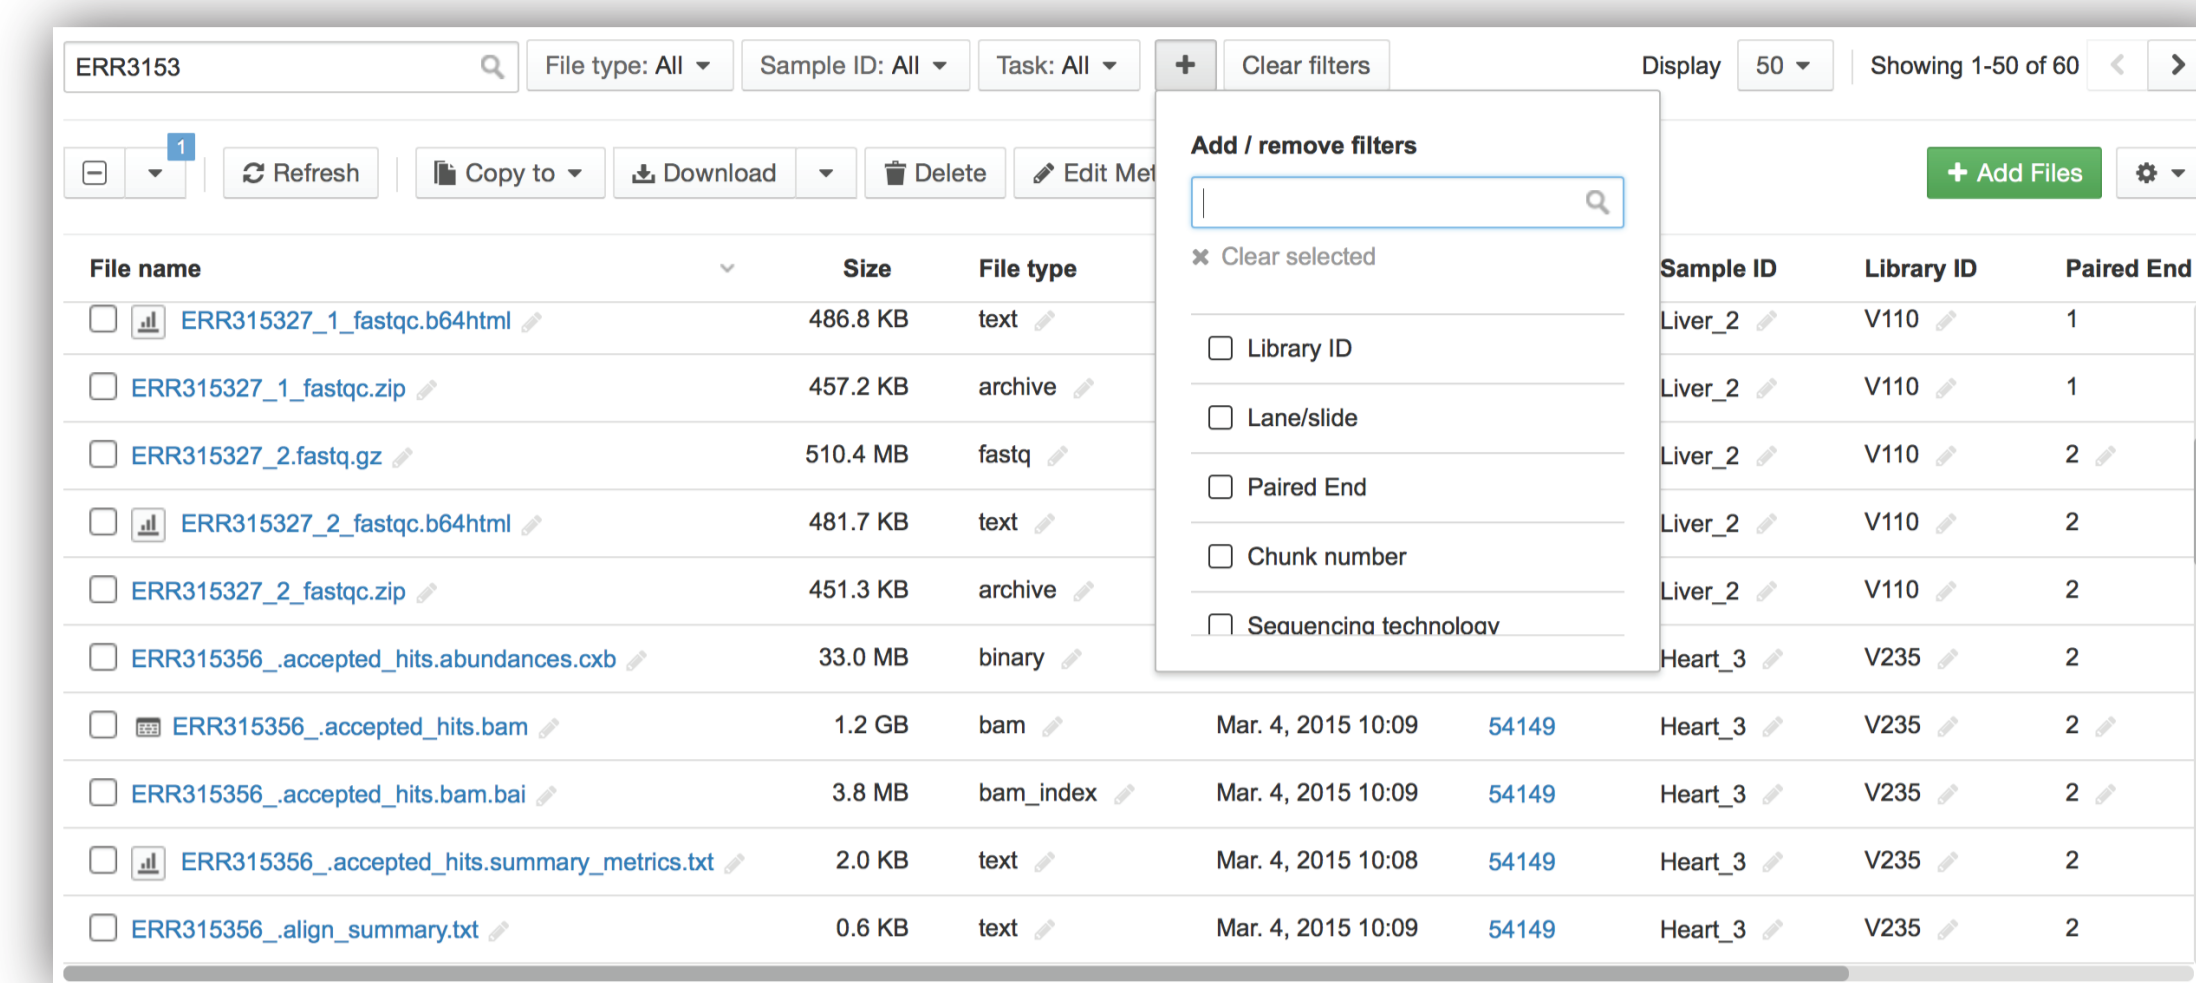 ERR3153 File type: All Sample ID: All Task: All + Clear filters Display 50 Showing 1-50 of 60
Add / remove filters
1
Refresh Copy to Download Delete Edit Met + Add Files
Clear selected
File name Size File type Sample ID Library ID Paired End
ERR315327_1_fastqc.b64html 486.8 KB text Liver_2 V110 1
Library ID
ERR315327_1_fastqc.zip 457.2 KB archive Liver_2 V110 1
Lane/slide
ERR315327_2.fastq.gz 510.4 MB fastq Liver_2 V110 2
Paired End
ERR315327_2_fastqc.b64html 481.7 KB text Liver_2 V110 2
Chunk number
ERR315327_2_fastqc.zip 451.3 KB archive Liver_2 V110 2
Sequencing technology
ERR315356_.accepted_hits.abundances.cxb 33.0 MB binary Heart_3 V235 2
ERR315356_.accepted_hits.bam 1.2 GB bam Mar. 4, 2015 10:09 54149 Heart_3 V235 2
ERR315356_.accepted_hits.bam.bai 3.8 MB bam_index Mar. 4, 2015 10:09 54149 Heart_3 V235 2
ERR315356_.accepted_hits.summary_metrics.txt 2.0 KB text Mar. 4, 2015 10:08 54149 Heart_3 V235 2
ERR315356_.align_summary.txt 0.6 KB text Mar. 4, 2015 10:09 54149 Heart_3 V235 2